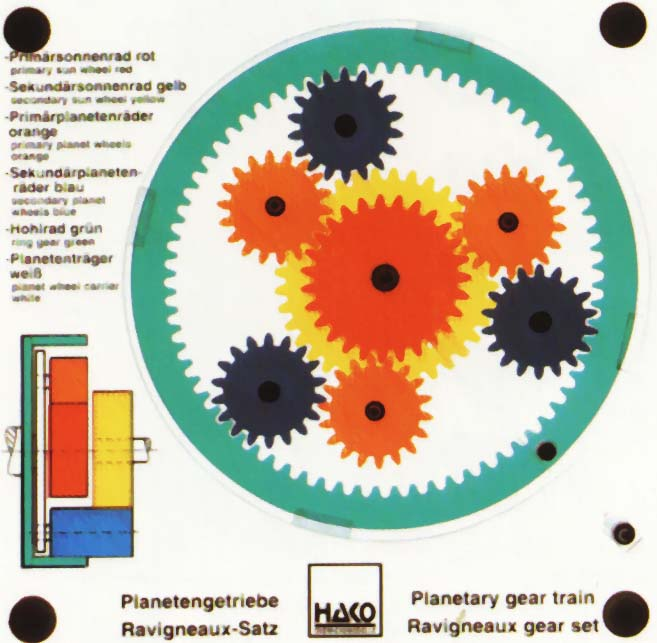 -Primärsonnenrad rot
primary sun wheel red
-Sekundärsonnenrad gelb
secondary sun wheel yellow
-Primärplanetenräder
orange
primary planet wheels
orange
-Sekundärplaneten-
räder blau
secondary planet
wheels blue
-Hohlrad grün
ring gear green
-Planetenträger
weiß
planet wheel carrier
white
Planetengetriebe
Ravigneaux-Satz
HACO
Planetary gear train
Ravigneaux gear set